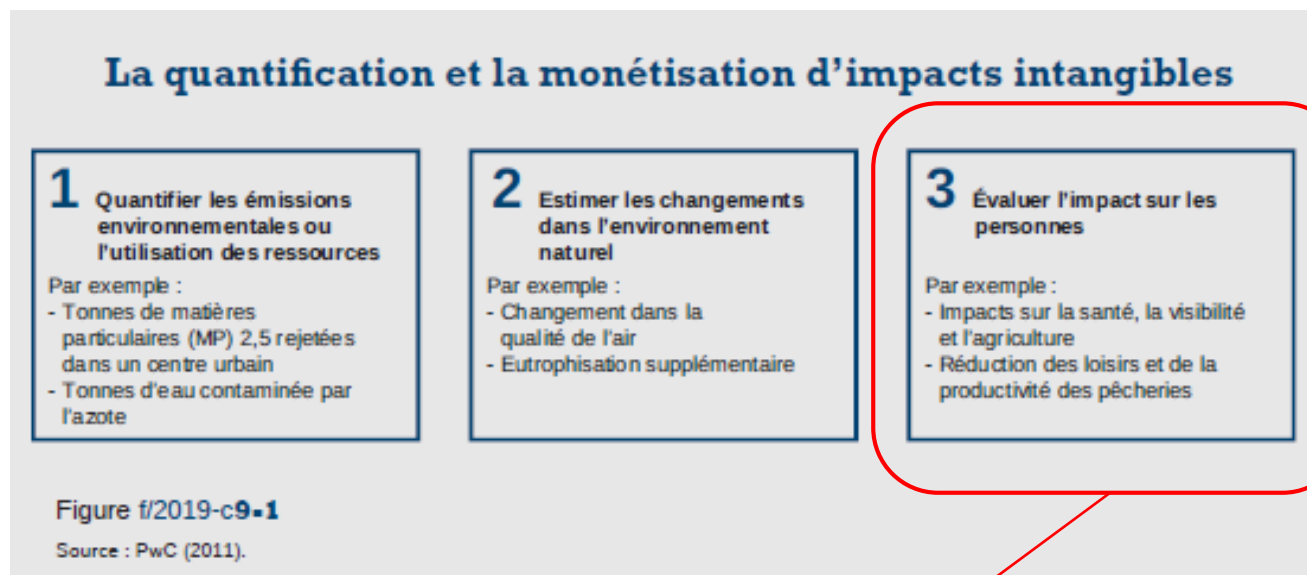 La quantification et la monétisation d’impacts intangibles
1 Quantifier les émissions
environnementales ou
l'utilisation des ressources
Par exemple :
- Tonnes de matières
particulaires (MP) 2,5 rejetées
dans un centre urbain
- Tonnes d'eau contaminée par
l'azote
2 Estimer les changements
dans l'environnement
naturel
Par exemple :
- Changement dans la
qualité de l'air
- Eutrophisation supplémentaire
3 Évaluer l'impact sur les
personnes
Par exemple :
- Impacts sur la santé, la visibilité
et l'agriculture
- Réduction des loisirs et de la
productivité des pêcheries
Figure f/2019-c9-1
Source : PwC (2011).